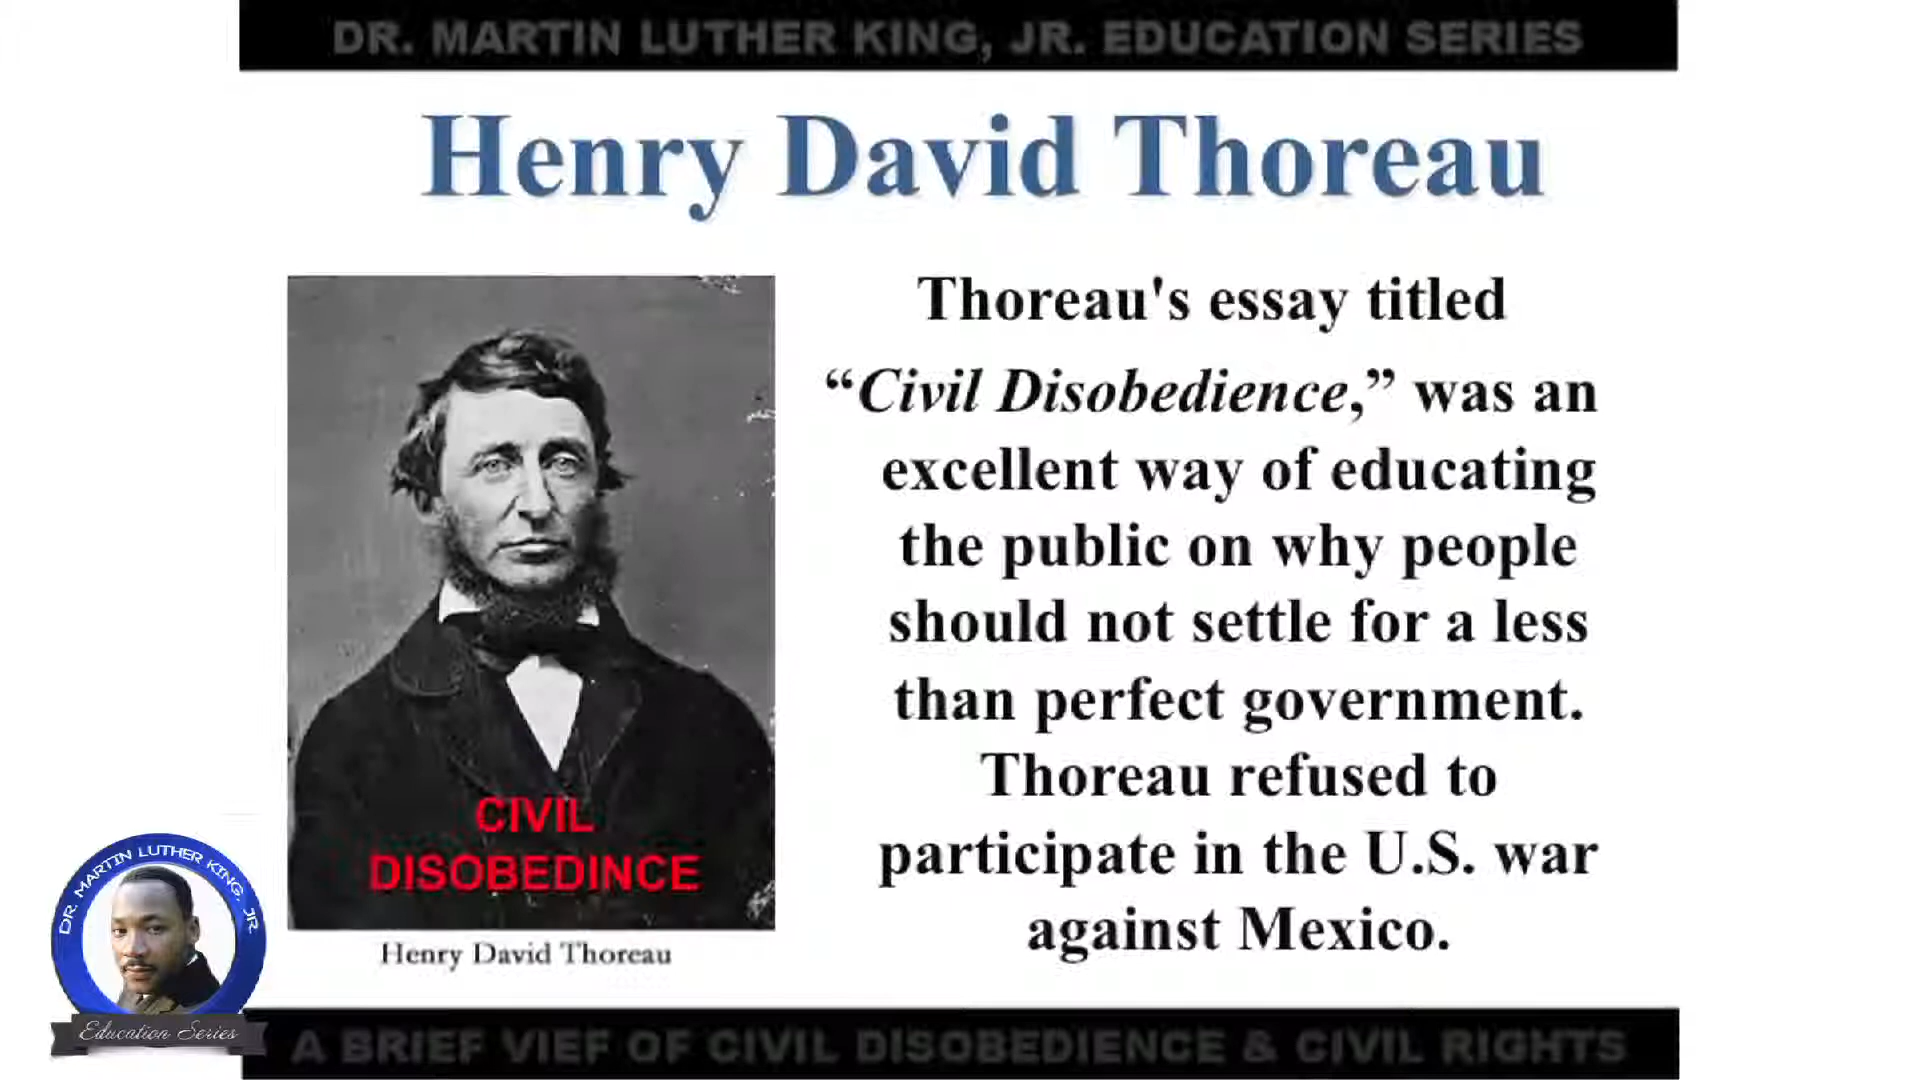 DR. MARTIN LUTHER KING, JR. EDUCATION SERIES
Henry David Thoreau
Thoreau's essay titled
“Civil Disobedience,” was an
excellent way of educating
the public on why people
should not settle for a less
than perfect government.
Thoreau refused to
participate in the U.S. war
against Mexico.
CIVIL
DISOBEDINCE
Henry David Thoreau
DR. MARTIN LUTHER KING, JR
Education Series
A BRIEF VIEF OF CIVIL DISOBEDIENCE & CIVIL RIGHTS